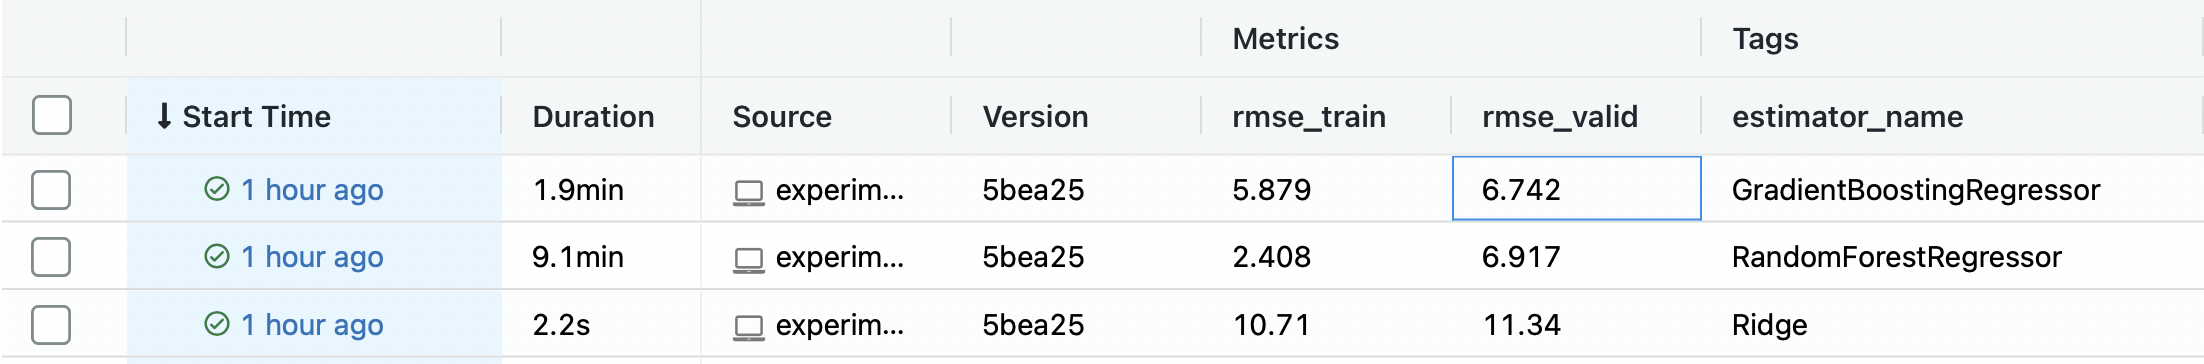 Metrics Tags
↓ Start Time Duration Source Version rmse_train rmse_valid estimator_name
1 hour ago 1.9min experim... 5bea25 5.879 6.742 GradientBoostingRegressor
1 hour ago 9.1min experim... 5bea25 2.408 6.917 RandomForestRegressor
1 hour ago 2.2s experim... 5bea25 10.71 11.34 Ridge